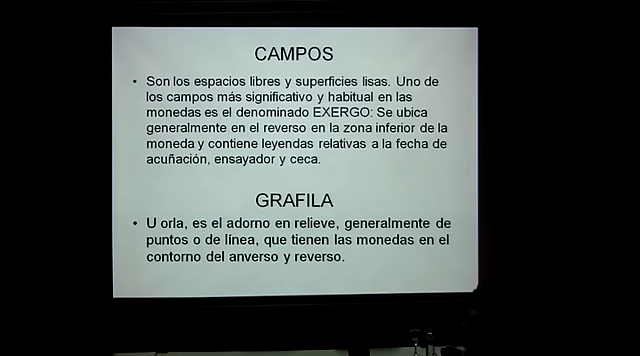 CAMPOS
• Son los espacios libres y superficies lisas. Uno de
los campos más significativo y habitual en las
monedas es el denominado EXERGO: Se ubica
generalmente en el reverso en la zona inferior de la
moneda y contiene leyendas relativas a la fecha de
acuñación, ensayador y ceca.
GRAFILA
• U orla, es el adorno en relieve, generalmente de
puntos o de línea, que tienen las monedas en el
contorno del anverso y reverso.